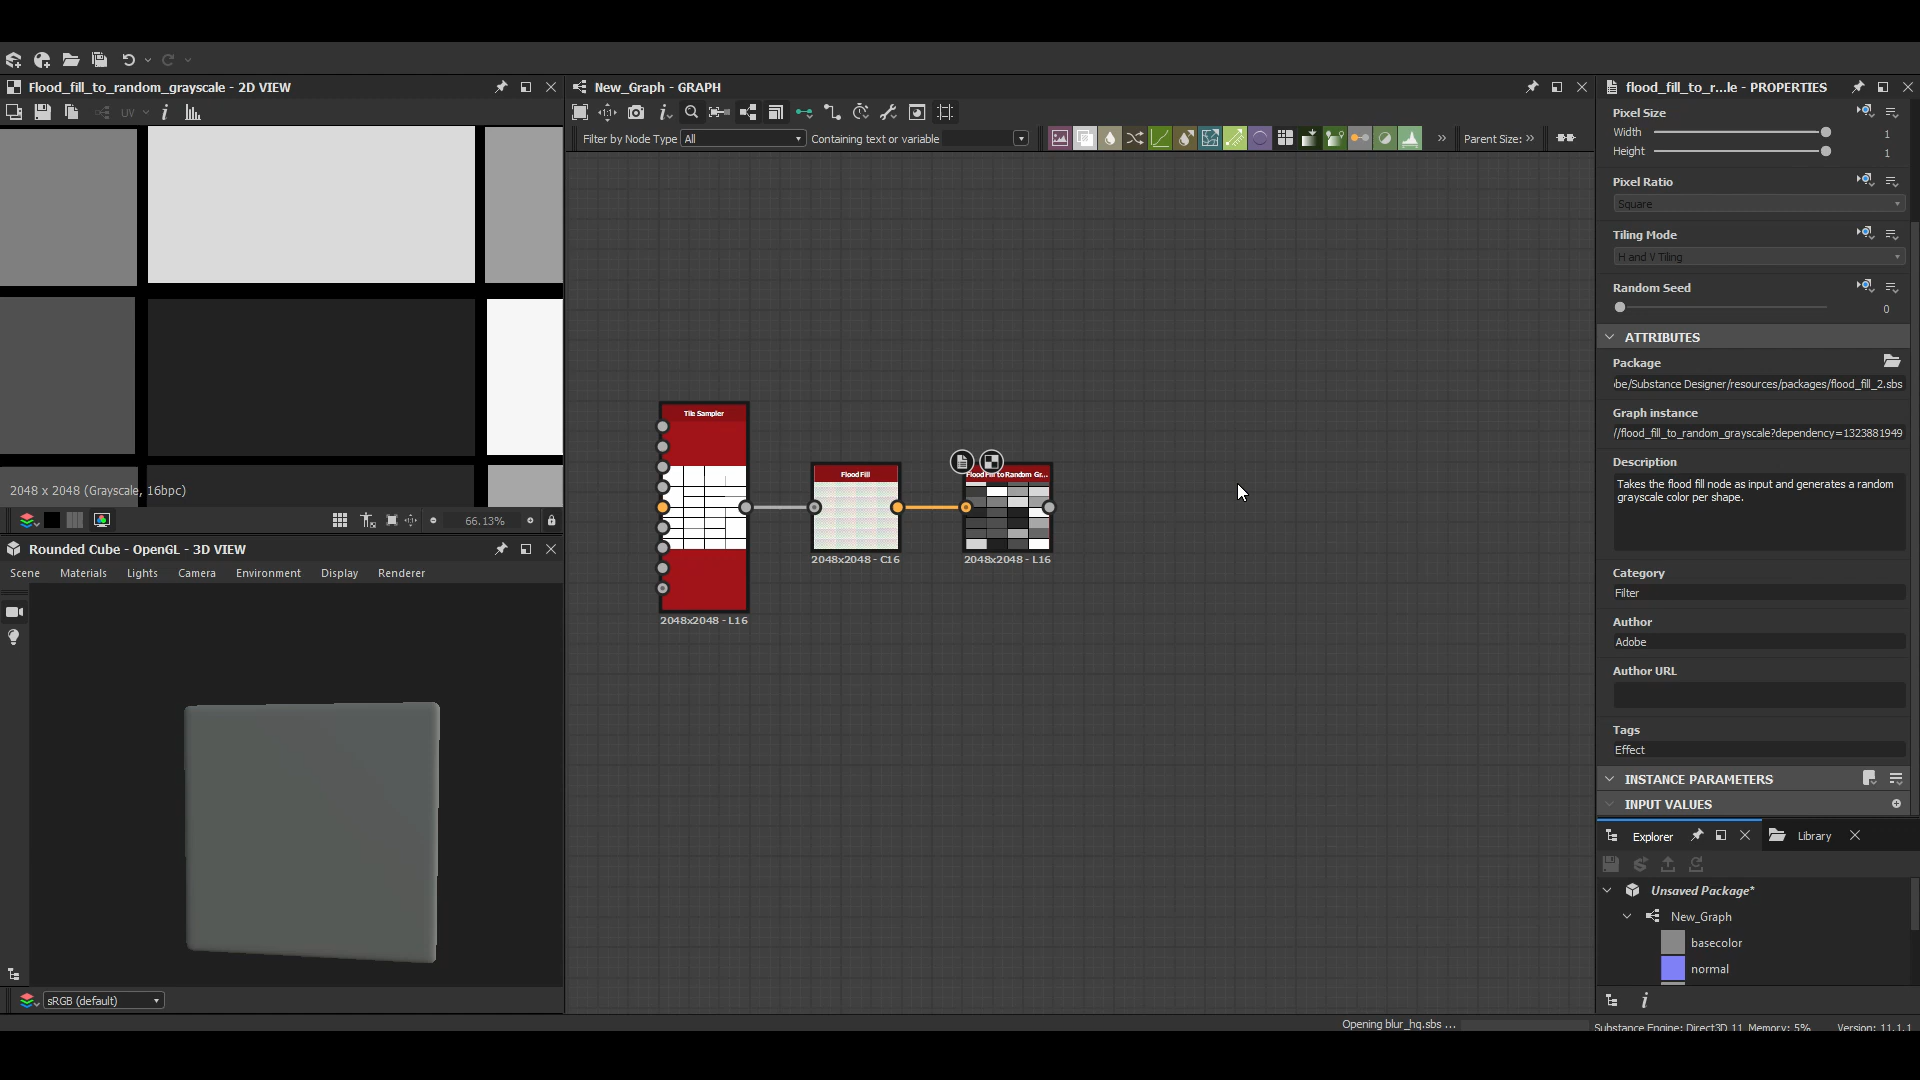 Flood_fill_to_random_grayscale - 2D VIEW
UV
2048 x 2048 (Grayscale, 16bpc)
66.13%
Rounded Cube - OpenGL - 3D VIEW
Scene Materials Lights Camera Environment Display Renderer
sRGB (default)
New_Graph - GRAPH
Filter by Node Type All Containing text or variable
Parent Size:
Tile Sampler
2048x2048 - L16
Flood Fill
2048x2048 - C16
Flood Fill to Random Gr...
2048x2048 - L16
Opening blur_hq.sbs ...
flood_fill_to_r...le - PROPERTIES
Pixel Size
Width 1
Height 1
Pixel Ratio
Square
Tiling Mode
H and V Tiling
Random Seed
0
ATTRIBUTES
Package
be/Substance Designer/resources/packages/flood_fill_2.sbs
Graph instance
//flood_fill_to_random_grayscale?dependency=1323881949
Description
Takes the flood fill node as input and generates a random
grayscale color per shape.
Category
Filter
Author
Adobe
Author URL
Tags
Effect
INSTANCE PARAMETERS
INPUT VALUES
Explorer Library
Unsaved Package*
New_Graph
basecolor
normal
Substance Engine: Direct3D 11 Memory: 5% Version: 11.1.1